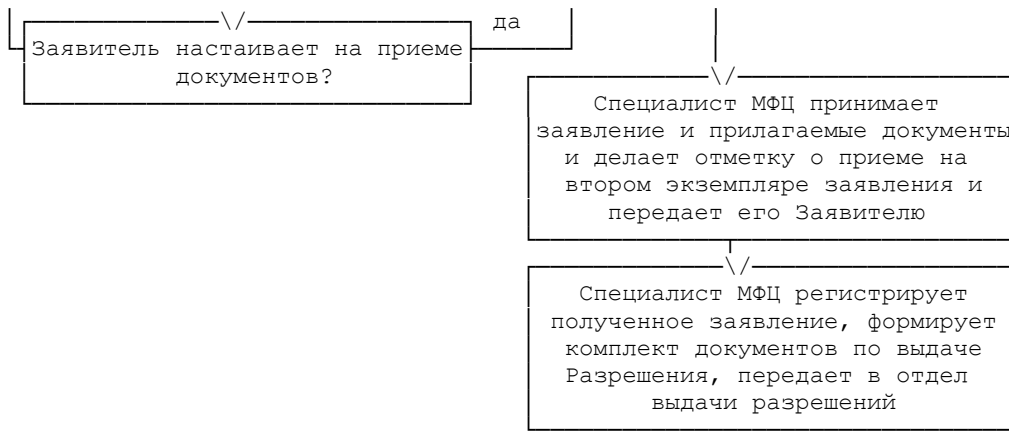 да
Заявитель настаивает на приеме
документов?
Специалист МФЦ принимает
заявление и прилагаемые документы
и делает отметку о приеме на
втором экземпляре заявления и
передает его Заявителю
Специалист МФЦ регистрирует
полученное заявление, формирует
комплект документов по выдаче
Разрешения, передает в отдел
выдачи разрешений